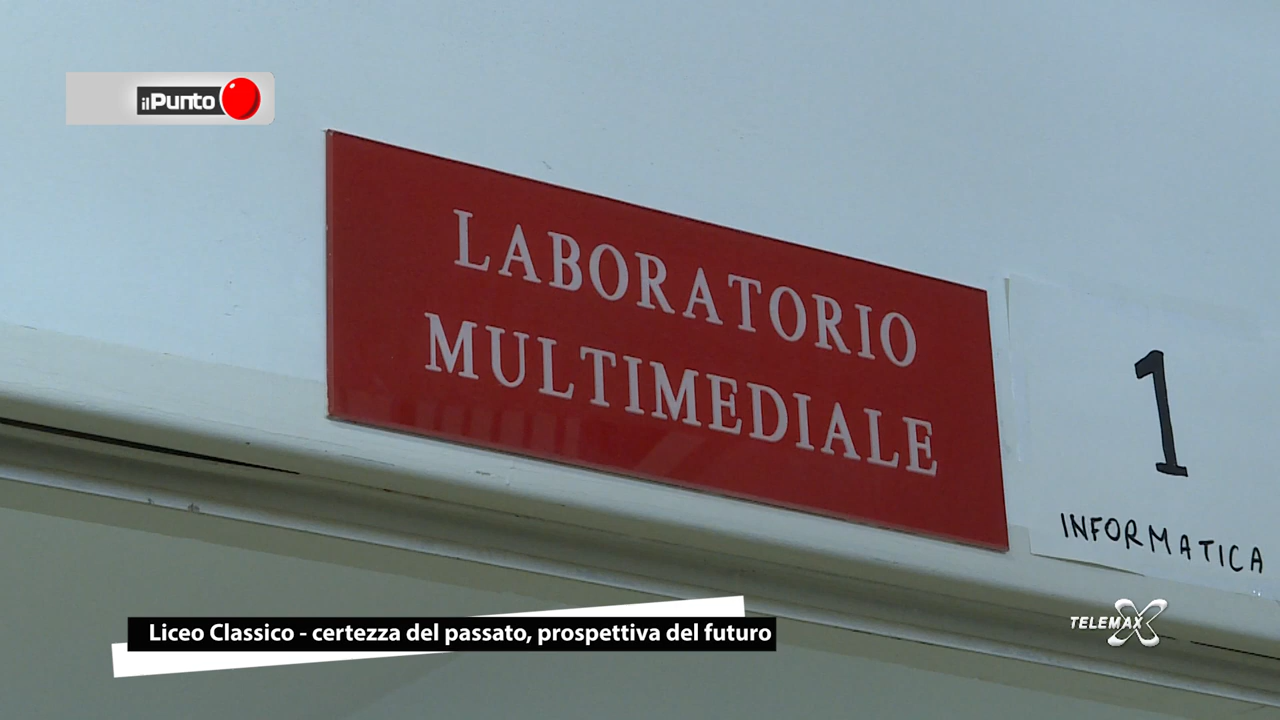 ilPunto
LABORATORIO
MULTIMEDIALE
1
INFORMATICA
Liceo Classico - certezza del passato, prospettiva del futuro
TELEMAX